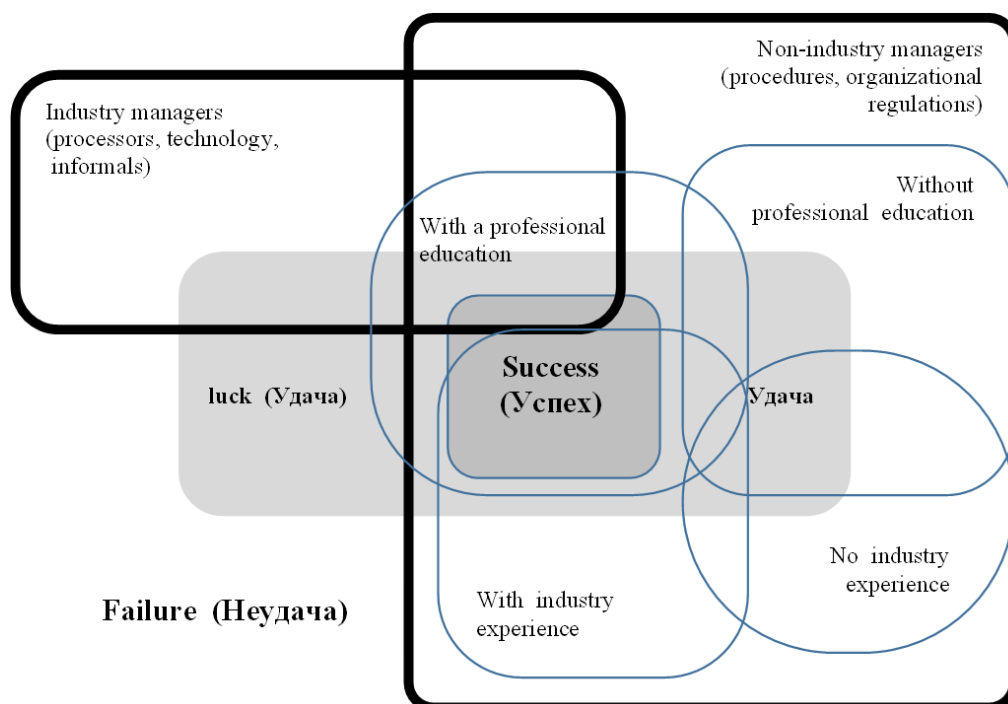 Non-industry managers
(procedures, organizational
regulations)
Industry managers
(processors, technology,
informals)
Without
professional education
With a professional
education
Success
(Успех)
luck (Удача)
Удача
No industry
experience
With industry
experience
Failure (Неудача)